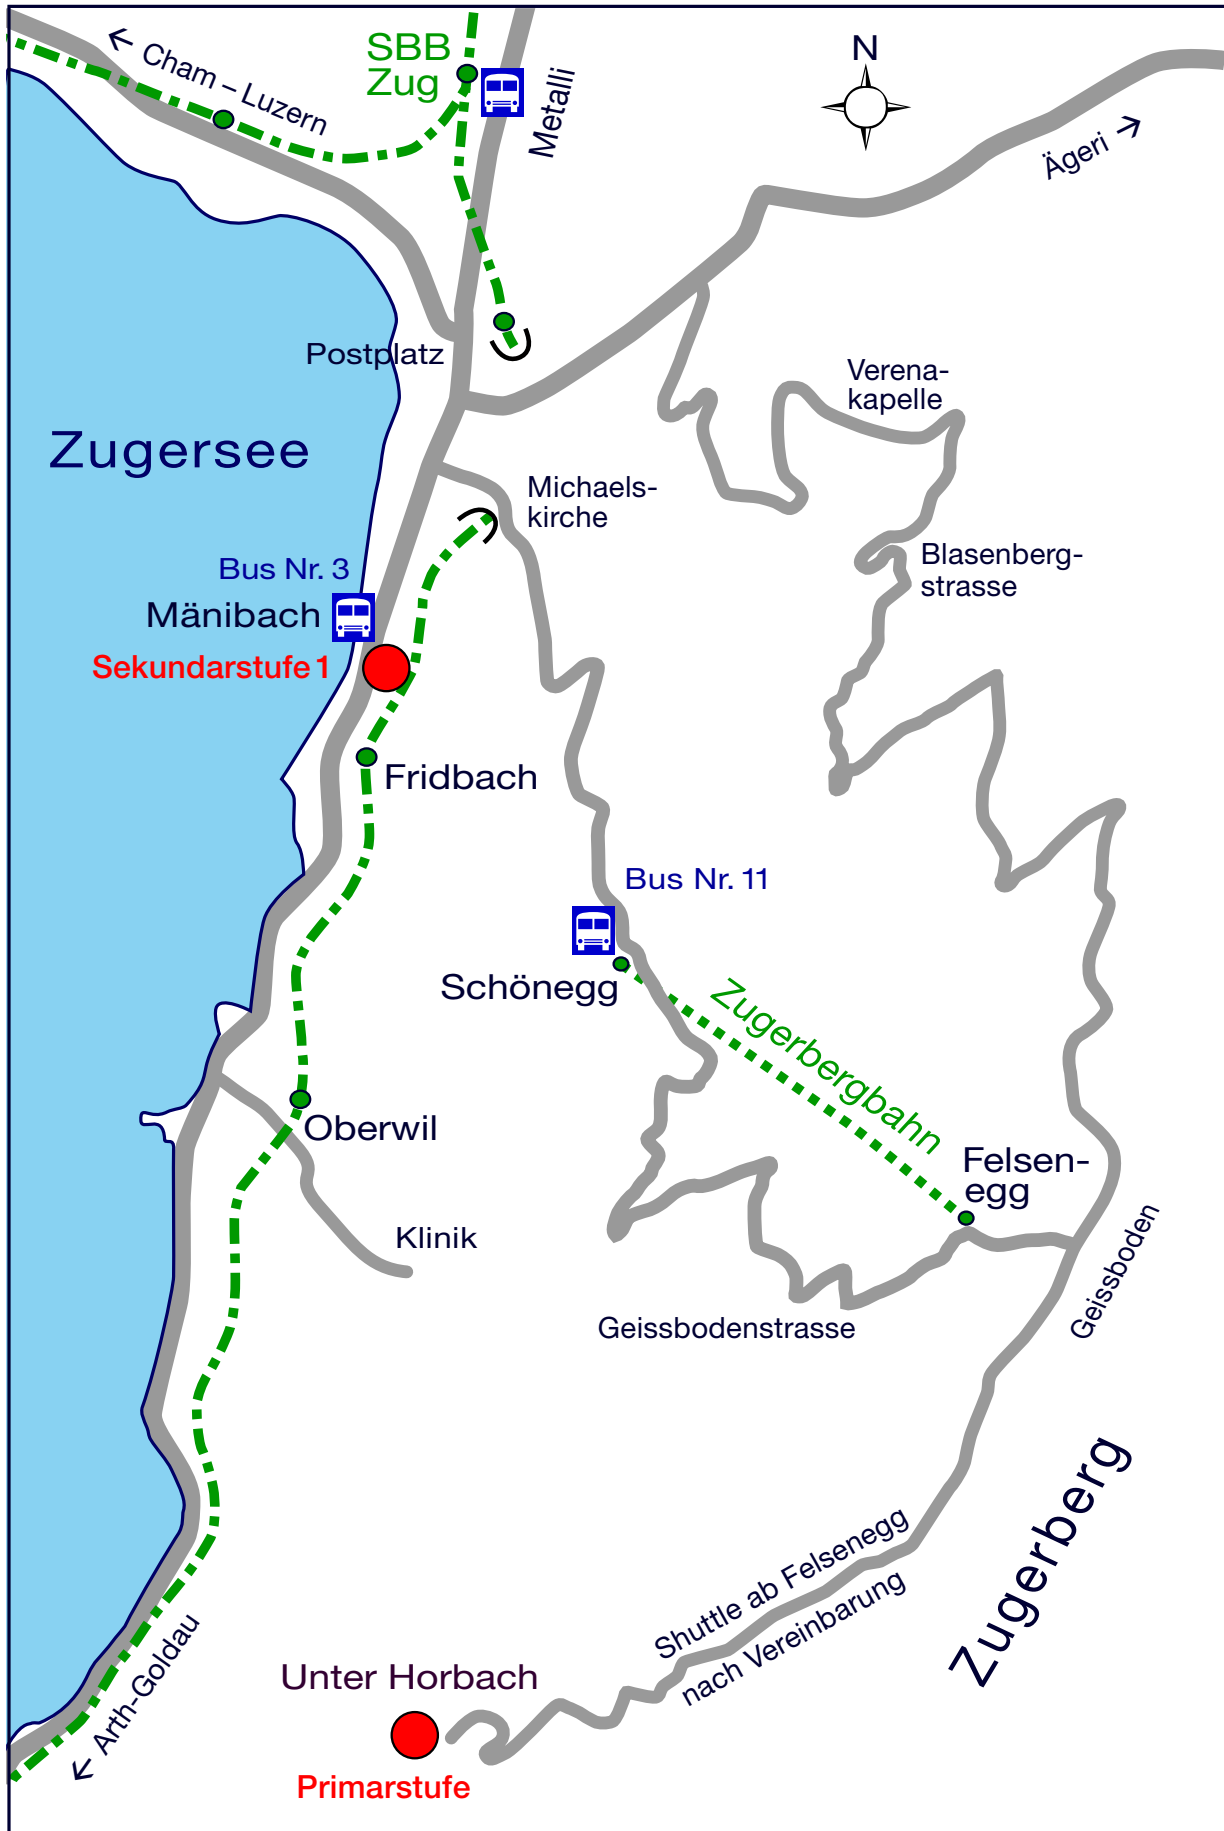 ← Cham – Luzern
SBB
Zug
Metalli
N
Ägeri →
Postplatz
Verena-
kapelle
Zugersee
Michaels-
kirche
Bus Nr. 3
Mänibach
Blasenberg-
strasse
Sekundarstufe 1
Fridbach
Bus Nr. 11
Schönegg
Zugerbergbahn
Oberwil
Felsen-
egg
Klinik
Geissboden
Geissbodenstrasse
Zugerberg
Shuttle ab Felsenegg
nach Vereinbarung
← Arth-Goldau
Unter Horbach
Primarstufe